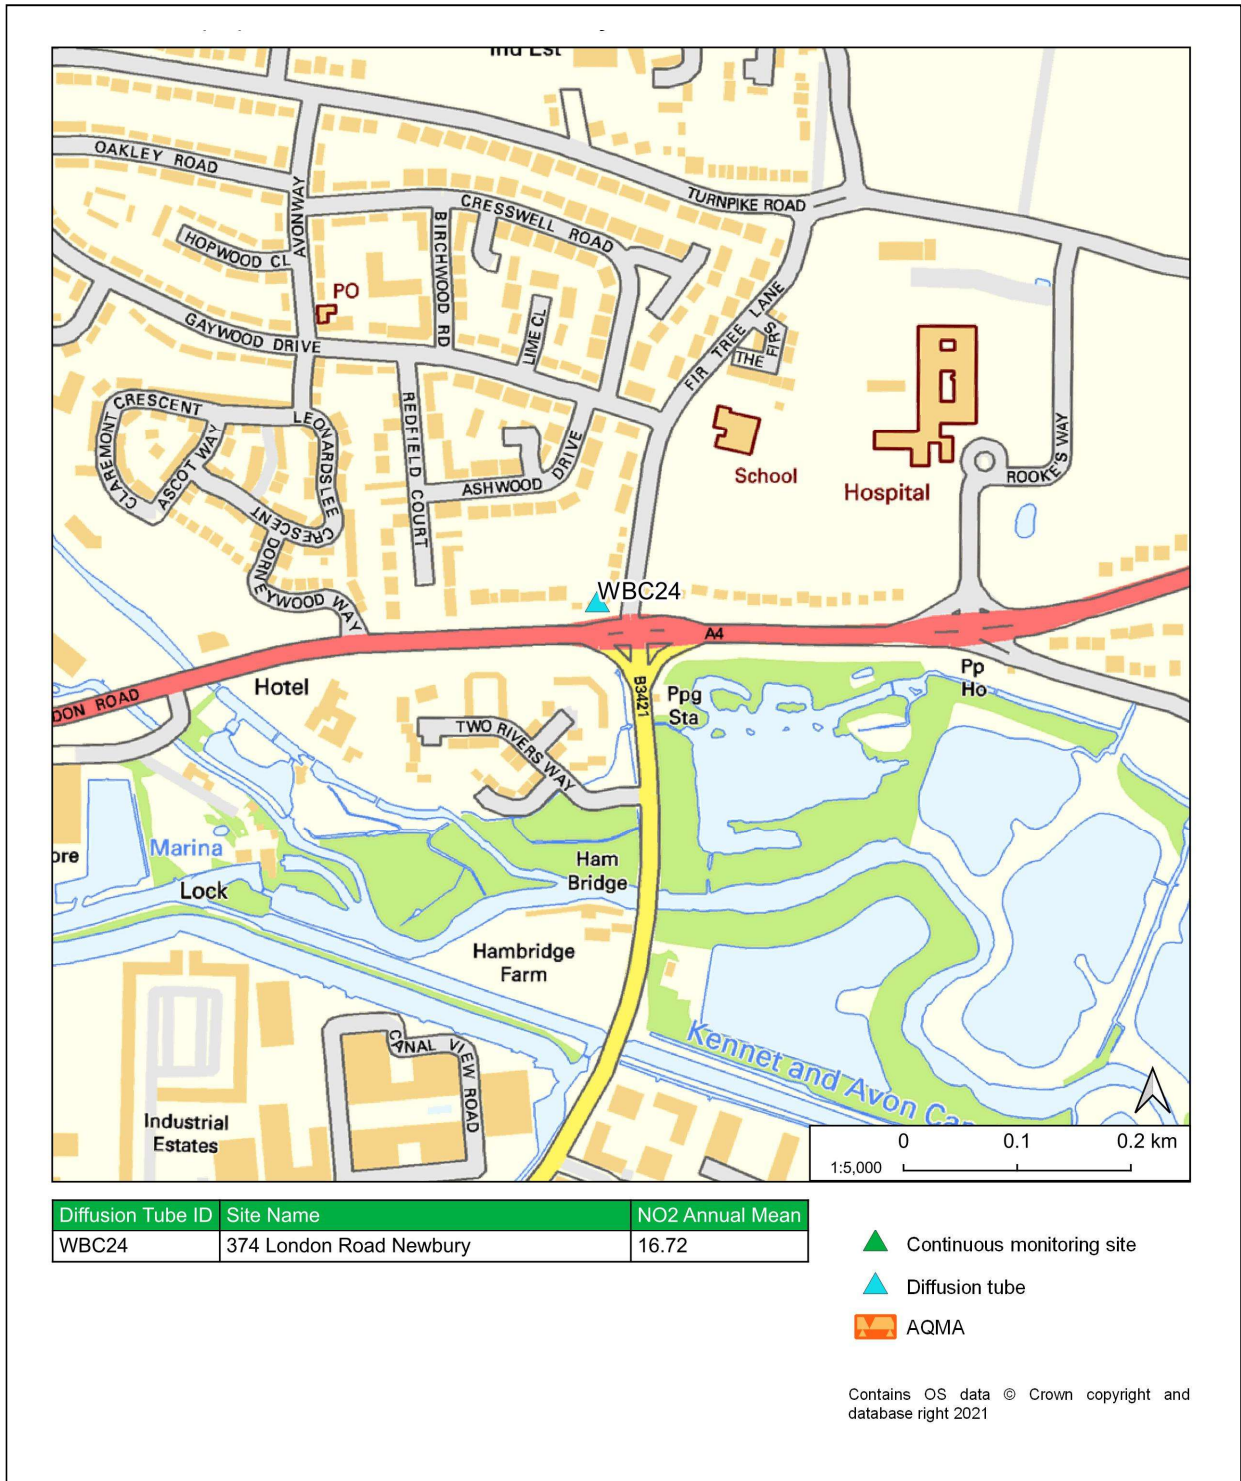 Ind Est
OAKLEY ROAD
AVONWAY
TURNPIKE ROAD
CRESSWELL ROAD
BIRCHWOOD RD
HOPWOOD CL
PO
GAYWOOD DRIVE
LIME CL
FIR TREE LANE
THE FIRS
CRESCENT
CLAREMONT
ASCOT WAY
LEONARDSLEE
CRESCENT
REDFIELD COURT
ASHWOOD DRIVE
School
Hospital
ROOKE'S WAY
DORNEYWOOD WAY
WBC24
A4
DON ROAD
Hotel
B3421
Ppg
Sta
Pp
Ho
TWO RIVERS WAY
ore
Marina
Lock
Ham
Bridge
Hambridge
Farm
Kennet and Avon Can
CANAL VIEW ROAD
Industrial
Estates
0 0.1 0.2 km
1:5,000
Diffusion Tube ID Site Name NO2 Annual Mean
WBC24 374 London Road Newbury 16.72
Continuous monitoring site
Diffusion tube
AQMA
Contains OS data © Crown copyright and
database right 2021